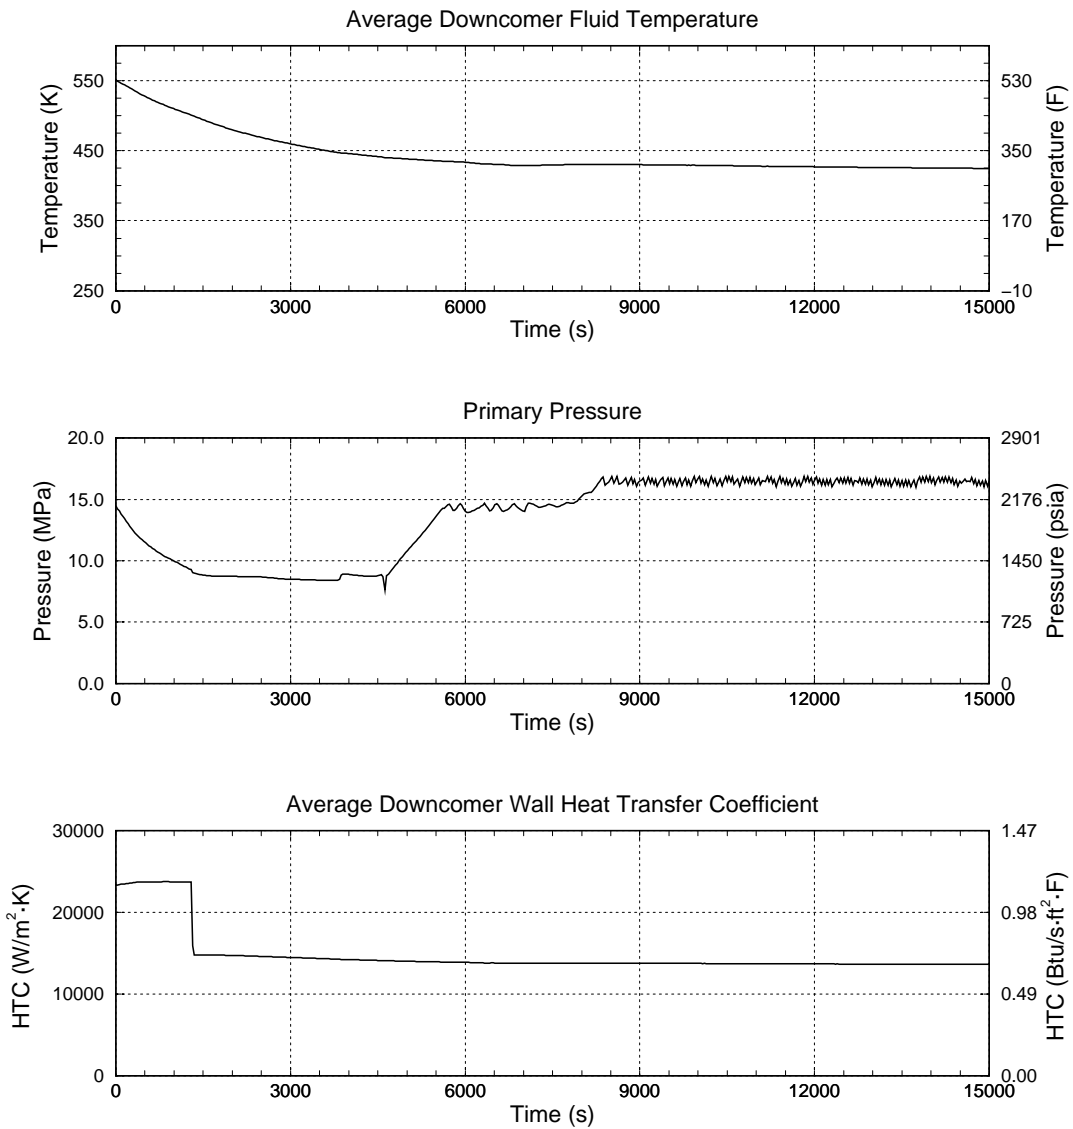 Average Downcomer Fluid Temperature
550
450
350
250
Temperature (K)
530
350
170
−10
Temperature (F)
0 3000 6000 9000 12000 15000
Time (s)
Primary Pressure
20.0
15.0
10.0
5.0
0.0
Pressure (MPa)
2901
2176
1450
725
0
Pressure (psia)
0 3000 6000 9000 12000 15000
Time (s)
Average Downcomer Wall Heat Transfer Coefficient
30000
20000
10000
0
HTC (W/m²·K)
1.47
0.98
0.49
0.00
HTC (Btu/s·ft²·F)
0 3000 6000 9000 12000 15000
Time (s)